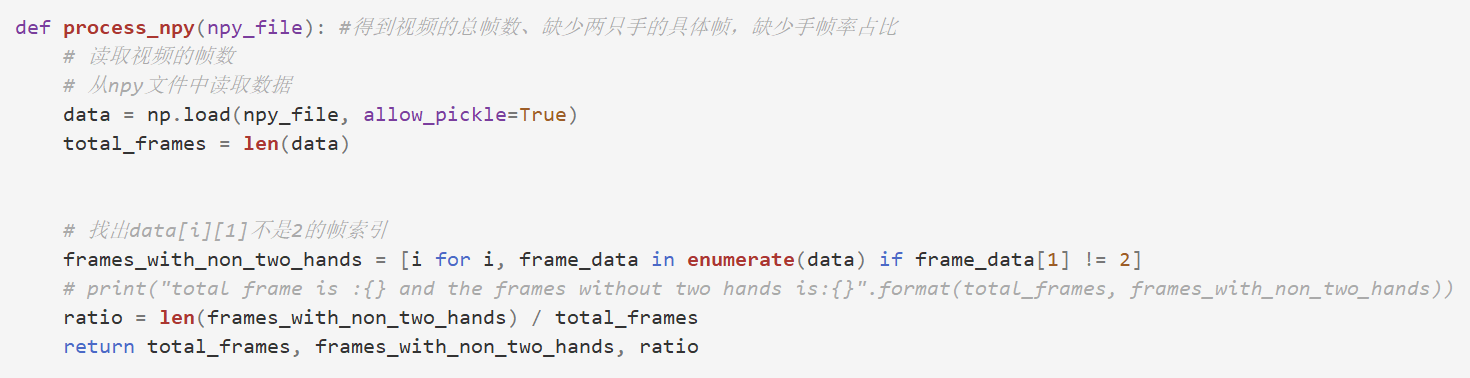 def process_npy(npy_file): #得到视频的总帧数、缺少两只手的具体帧，缺少手帧率占比
    # 读取视频的帧数
    # 从npy文件中读取数据
    data = np.load(npy_file, allow_pickle=True)
    total_frames = len(data)
    # 找出data[i][1]不是2的帧索引
    frames_with_non_two_hands = [i for i, frame_data in enumerate(data) if frame_data[1] != 2]
    # print("total frame is :{} and the frames without two hands is:{}".format(total_frames, frames_with_non_two_hands))
    ratio = len(frames_with_non_two_hands) / total_frames
    return total_frames, frames_with_non_two_hands, ratio